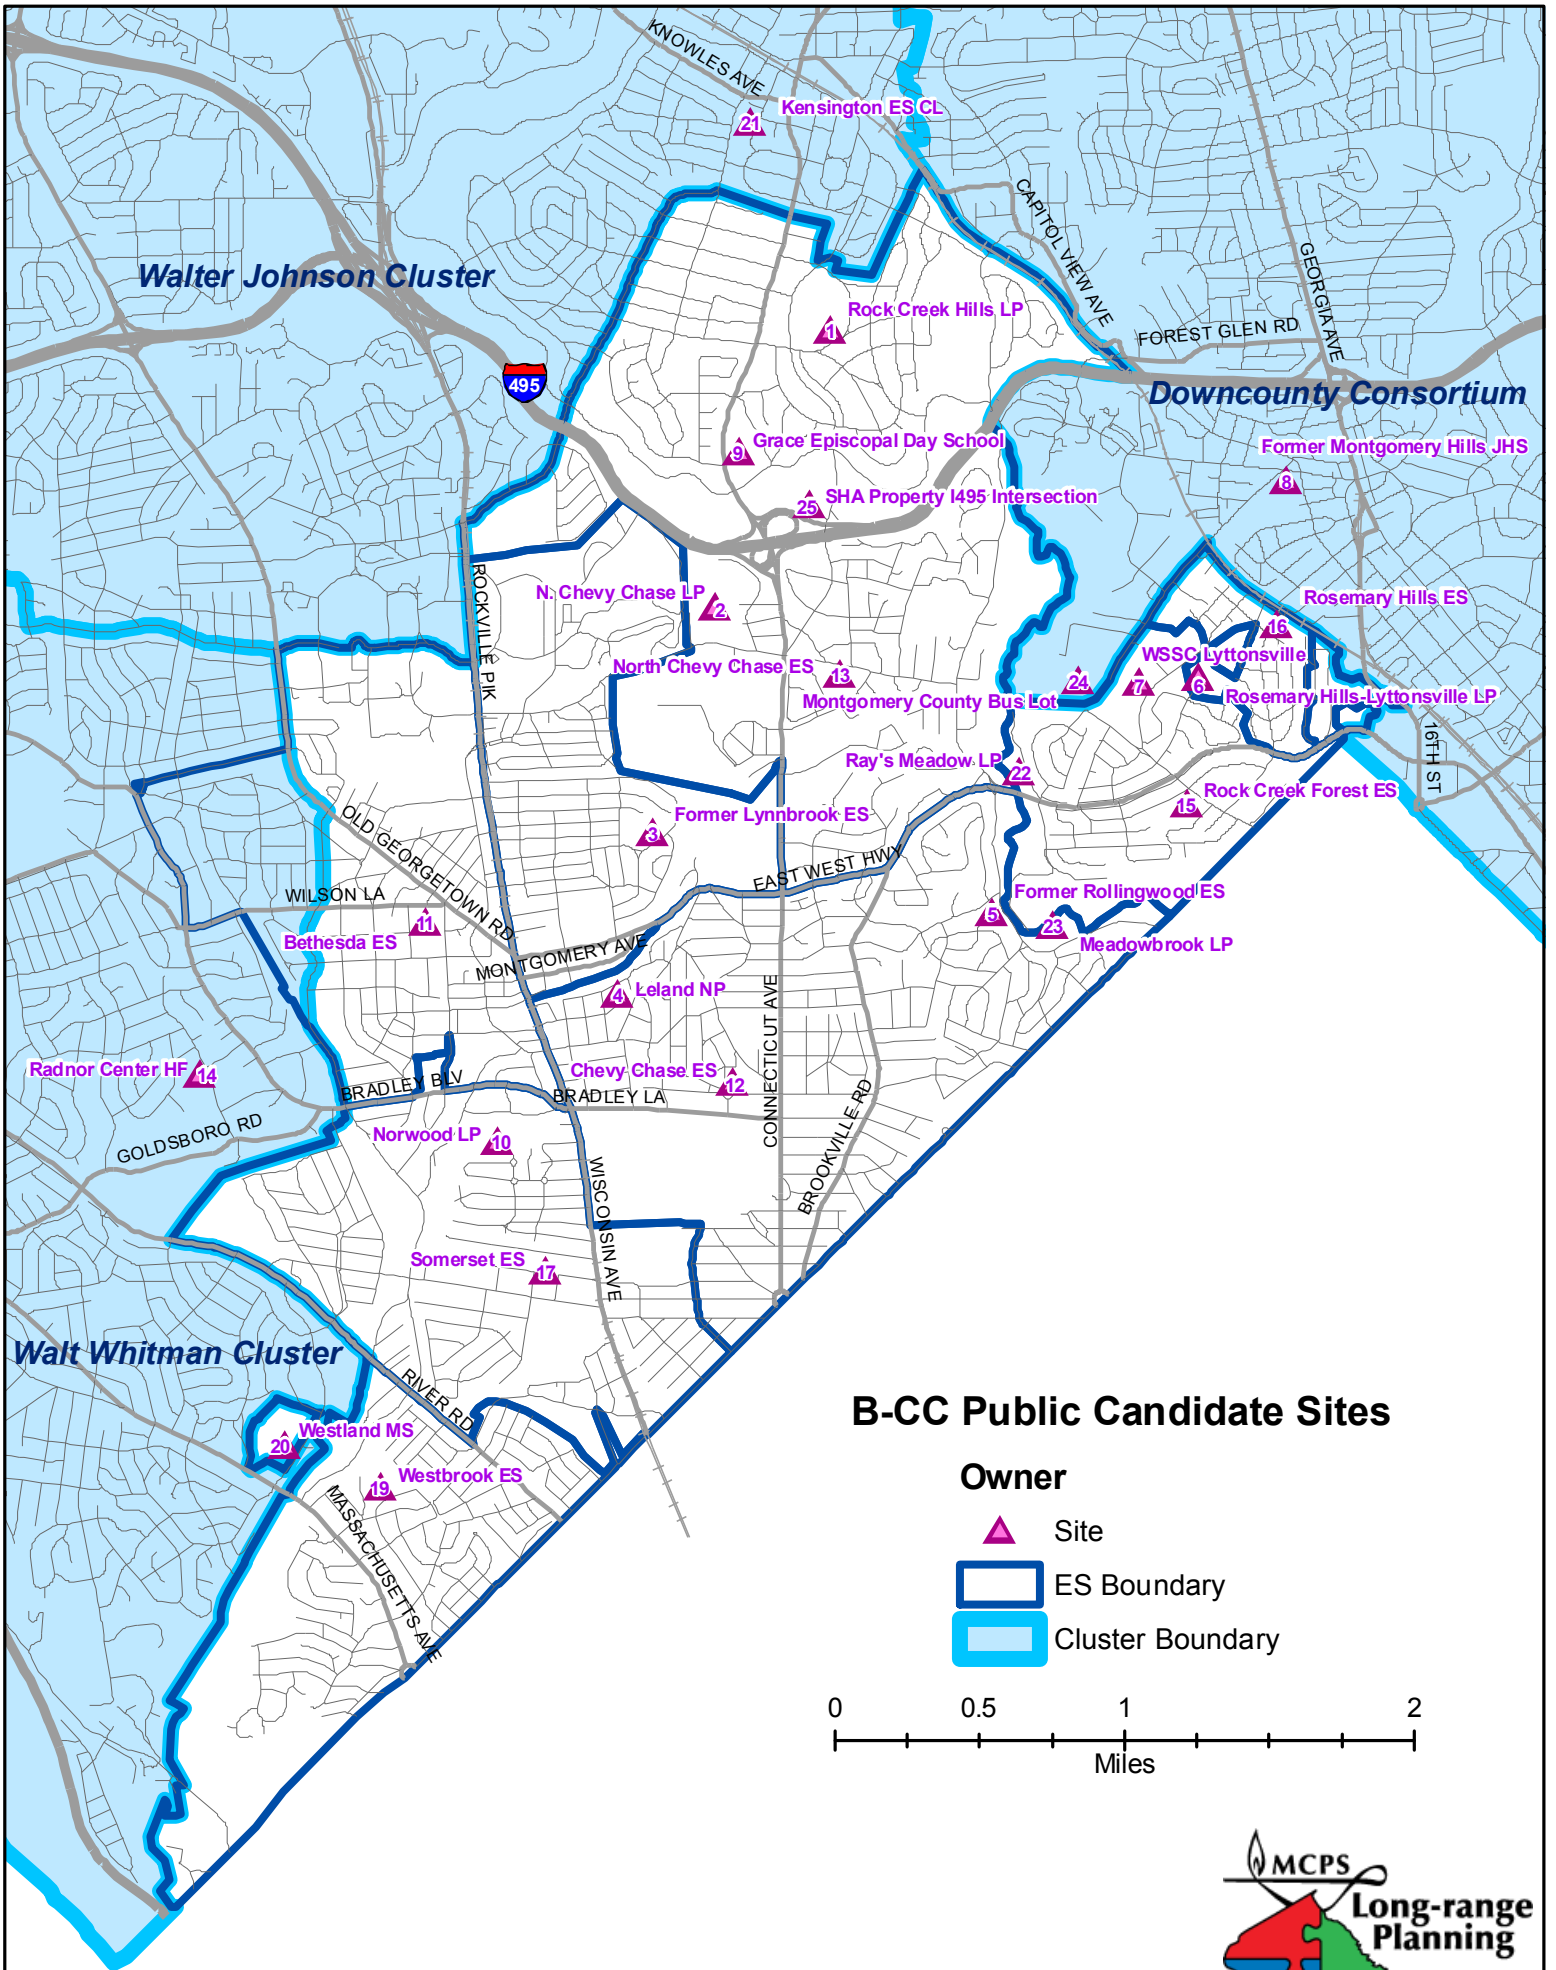 KNOWLES AVE
Kensington ES CL
21
CAPITOL VIEW AVE
GEORGIA AVE
Walter Johnson Cluster
Rock Creek Hills LP
1
FOREST GLEN RD
495
Downcounty Consortium
Grace Episcopal Day School
9
Former Montgomery Hills JHS
8
SHA Property I495 Intersection
25
ROCKVILLE PIK
N. Chevy Chase LP
2
Rosemary Hills ES
16
North Chevy Chase ES
13
WSSC Lyttonsville
24
7
6
Montgomery County Bus Lot
Rosemary Hills-Lyttonsville LP
16TH ST
Ray's Meadow LP
22
Rock Creek Forest ES
15
OLD GEORGETOWN RD
Former Lynnbrook ES
3
EAST WEST HWY
WILSON LA
11
Bethesda ES
Former Rollingwood ES
5
23
Meadowbrook LP
MONTGOMERY AVE
4
Leland NP
CONNECTICUT AVE
Radnor Center HF
14
Chevy Chase ES
12
BRADLEY BLV
BRADLEY LA
BROOKVILLE RD
GOLDSBORO RD
Norwood LP
10
WISCONSIN AVE
Somerset ES
17
Walt Whitman Cluster
RIVER RD
Westland MS
20
Westbrook ES
19
MASSACHUSETTS AVE
B-CC Public Candidate Sites
Owner
Site
ES Boundary
Cluster Boundary
0 0.5 1 2
Miles
MCPS
Long-range
Planning